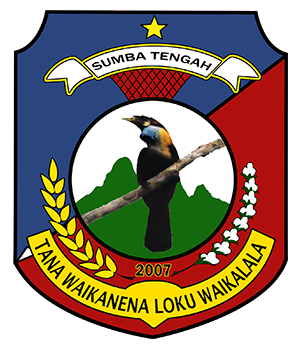 SUMBA TENGAH
2007
TANA WAIKANENA LOKU WAIKALALA